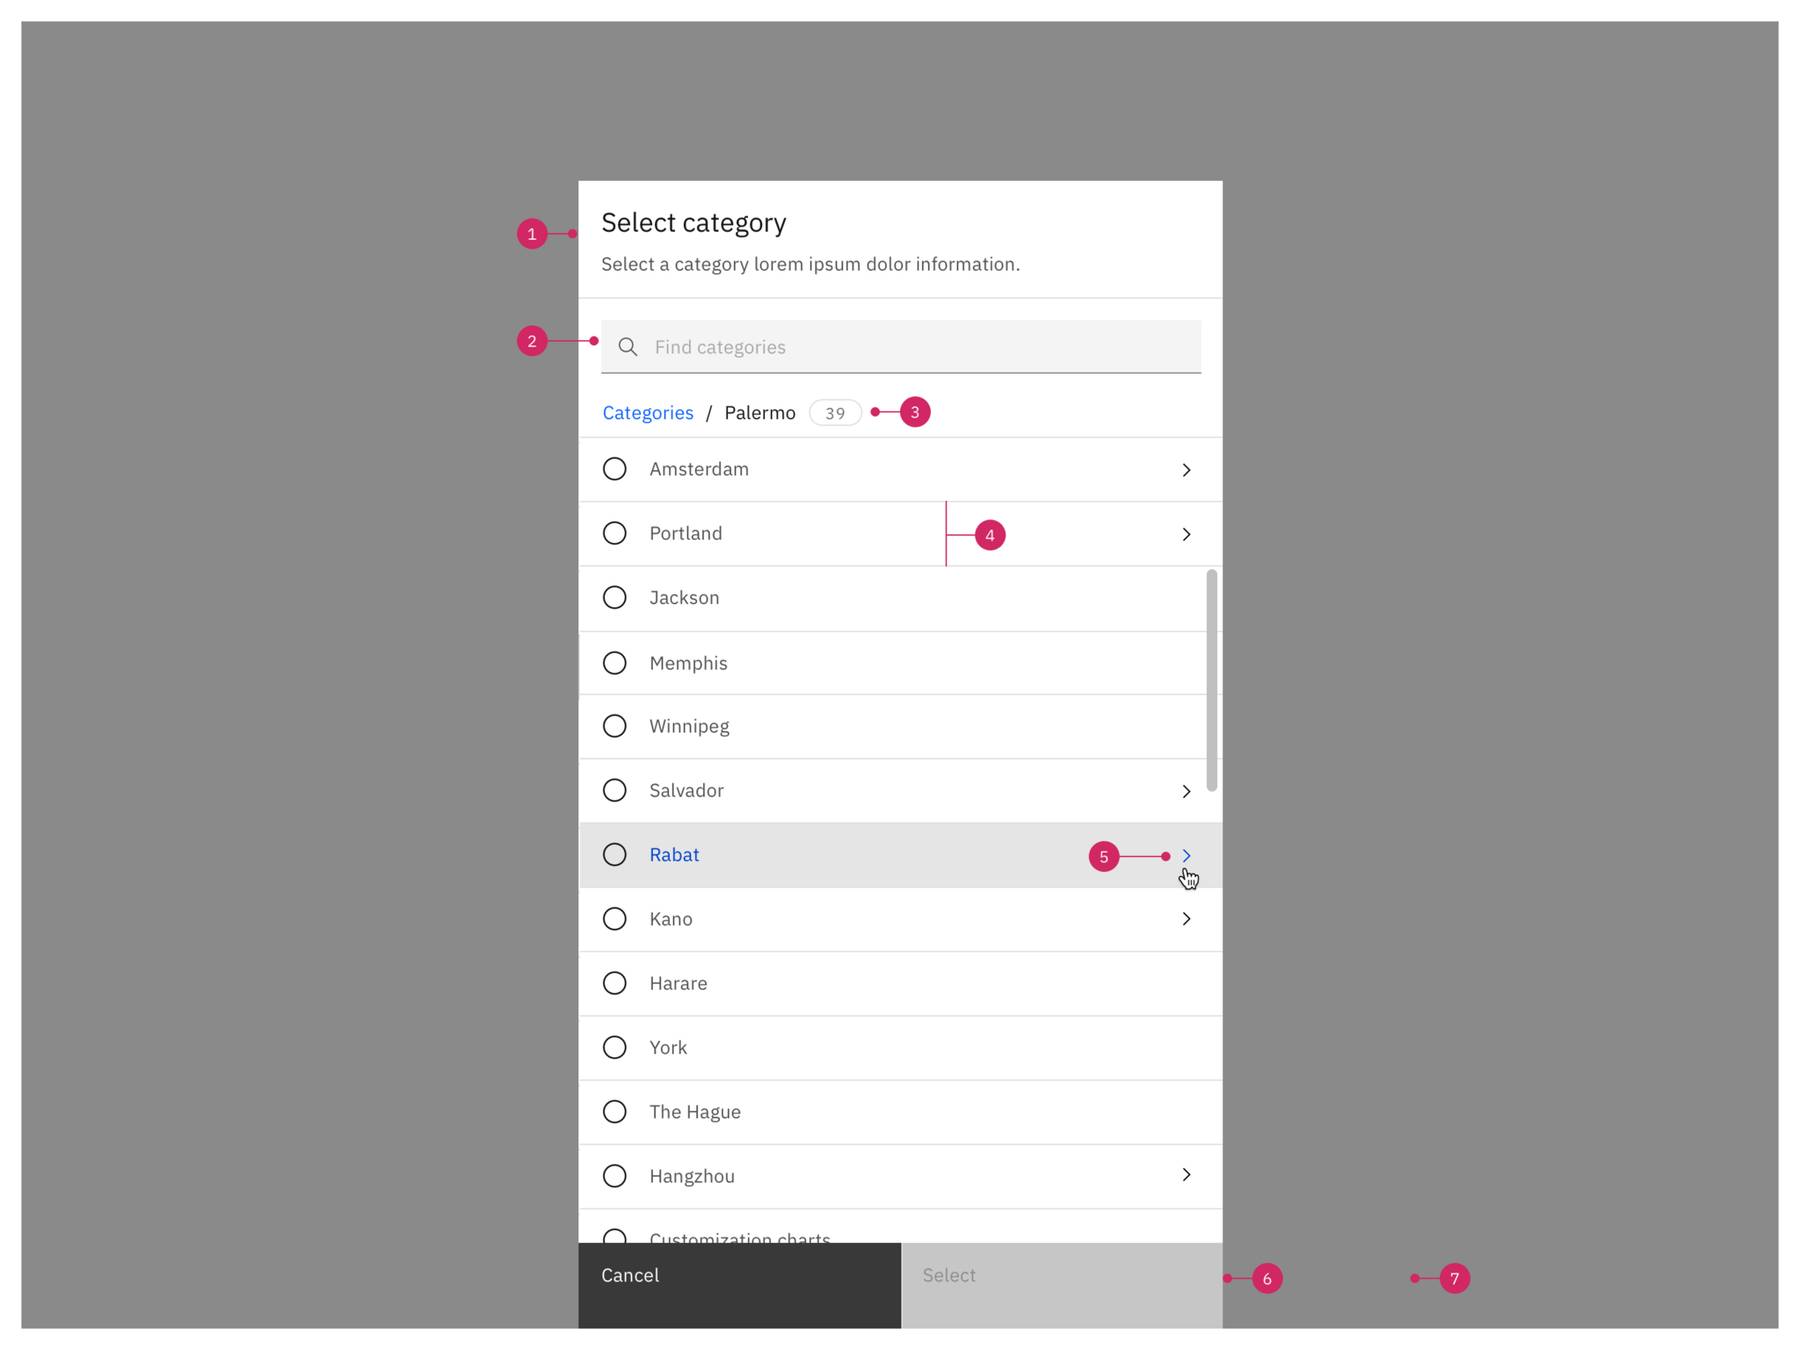 Select category
1
Select a category lorem ipsum dolor information.
2
Find categories
Categories / Palermo 39
3
Amsterdam
Portland
4
Jackson
Memphis
Winnipeg
Salvador
Rabat
5
Kano
Harare
York
The Hague
Hangzhou
Customization charts
Cancel
Select
6
7